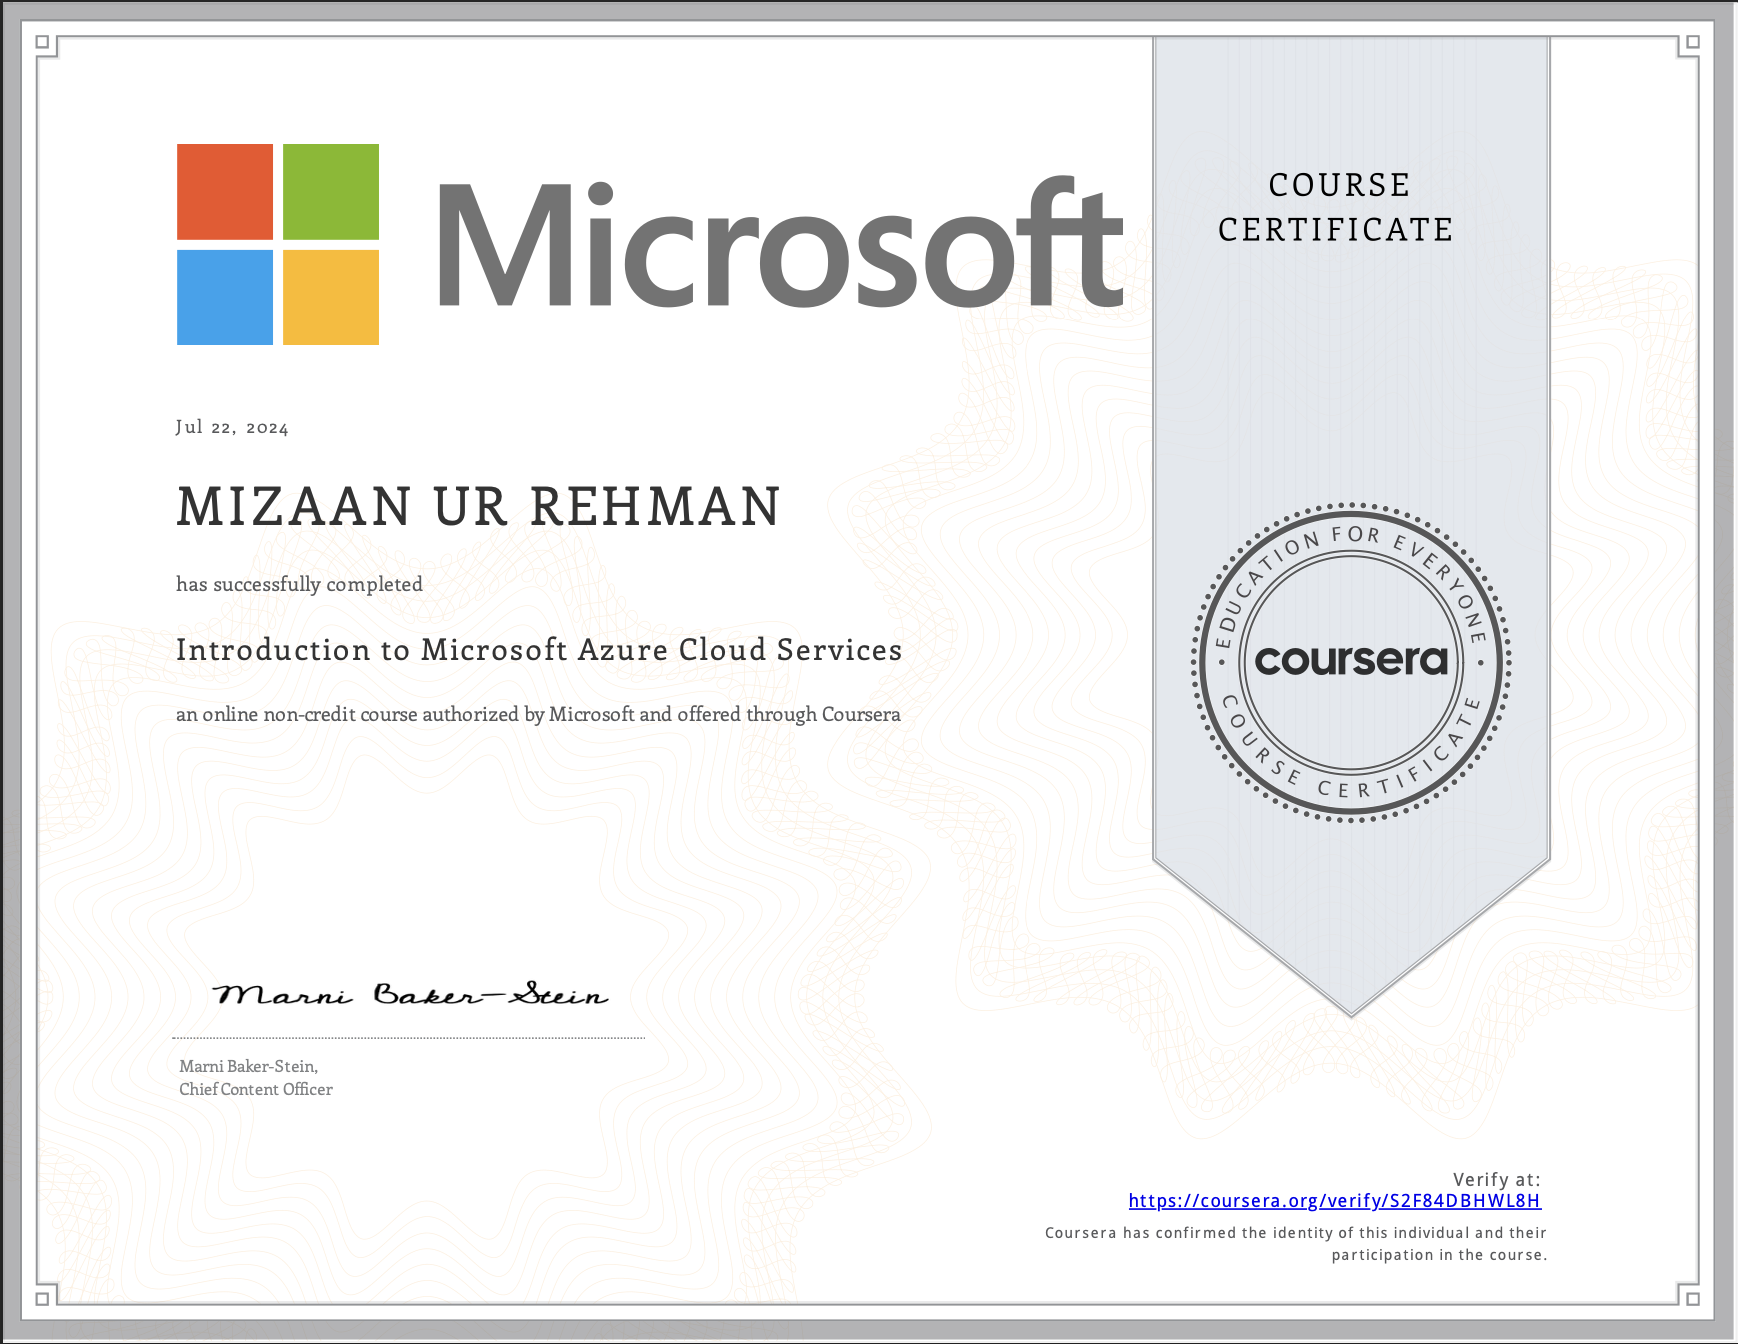 Microsoft
COURSE
CERTIFICATE
Jul 22, 2024
MIZAAN UR REHMAN
has successfully completed
Introduction to Microsoft Azure Cloud Services
an online non-credit course authorized by Microsoft and offered through Coursera
EDUCATION FOR EVERYONE
coursera
COURSE CERTIFICATE
Marni Baker-Stein
Marni Baker-Stein,
Chief Content Officer
Verify at:
https://coursera.org/verify/S2F84DBHWL8H
Coursera has confirmed the identity of this individual and their
participation in the course.